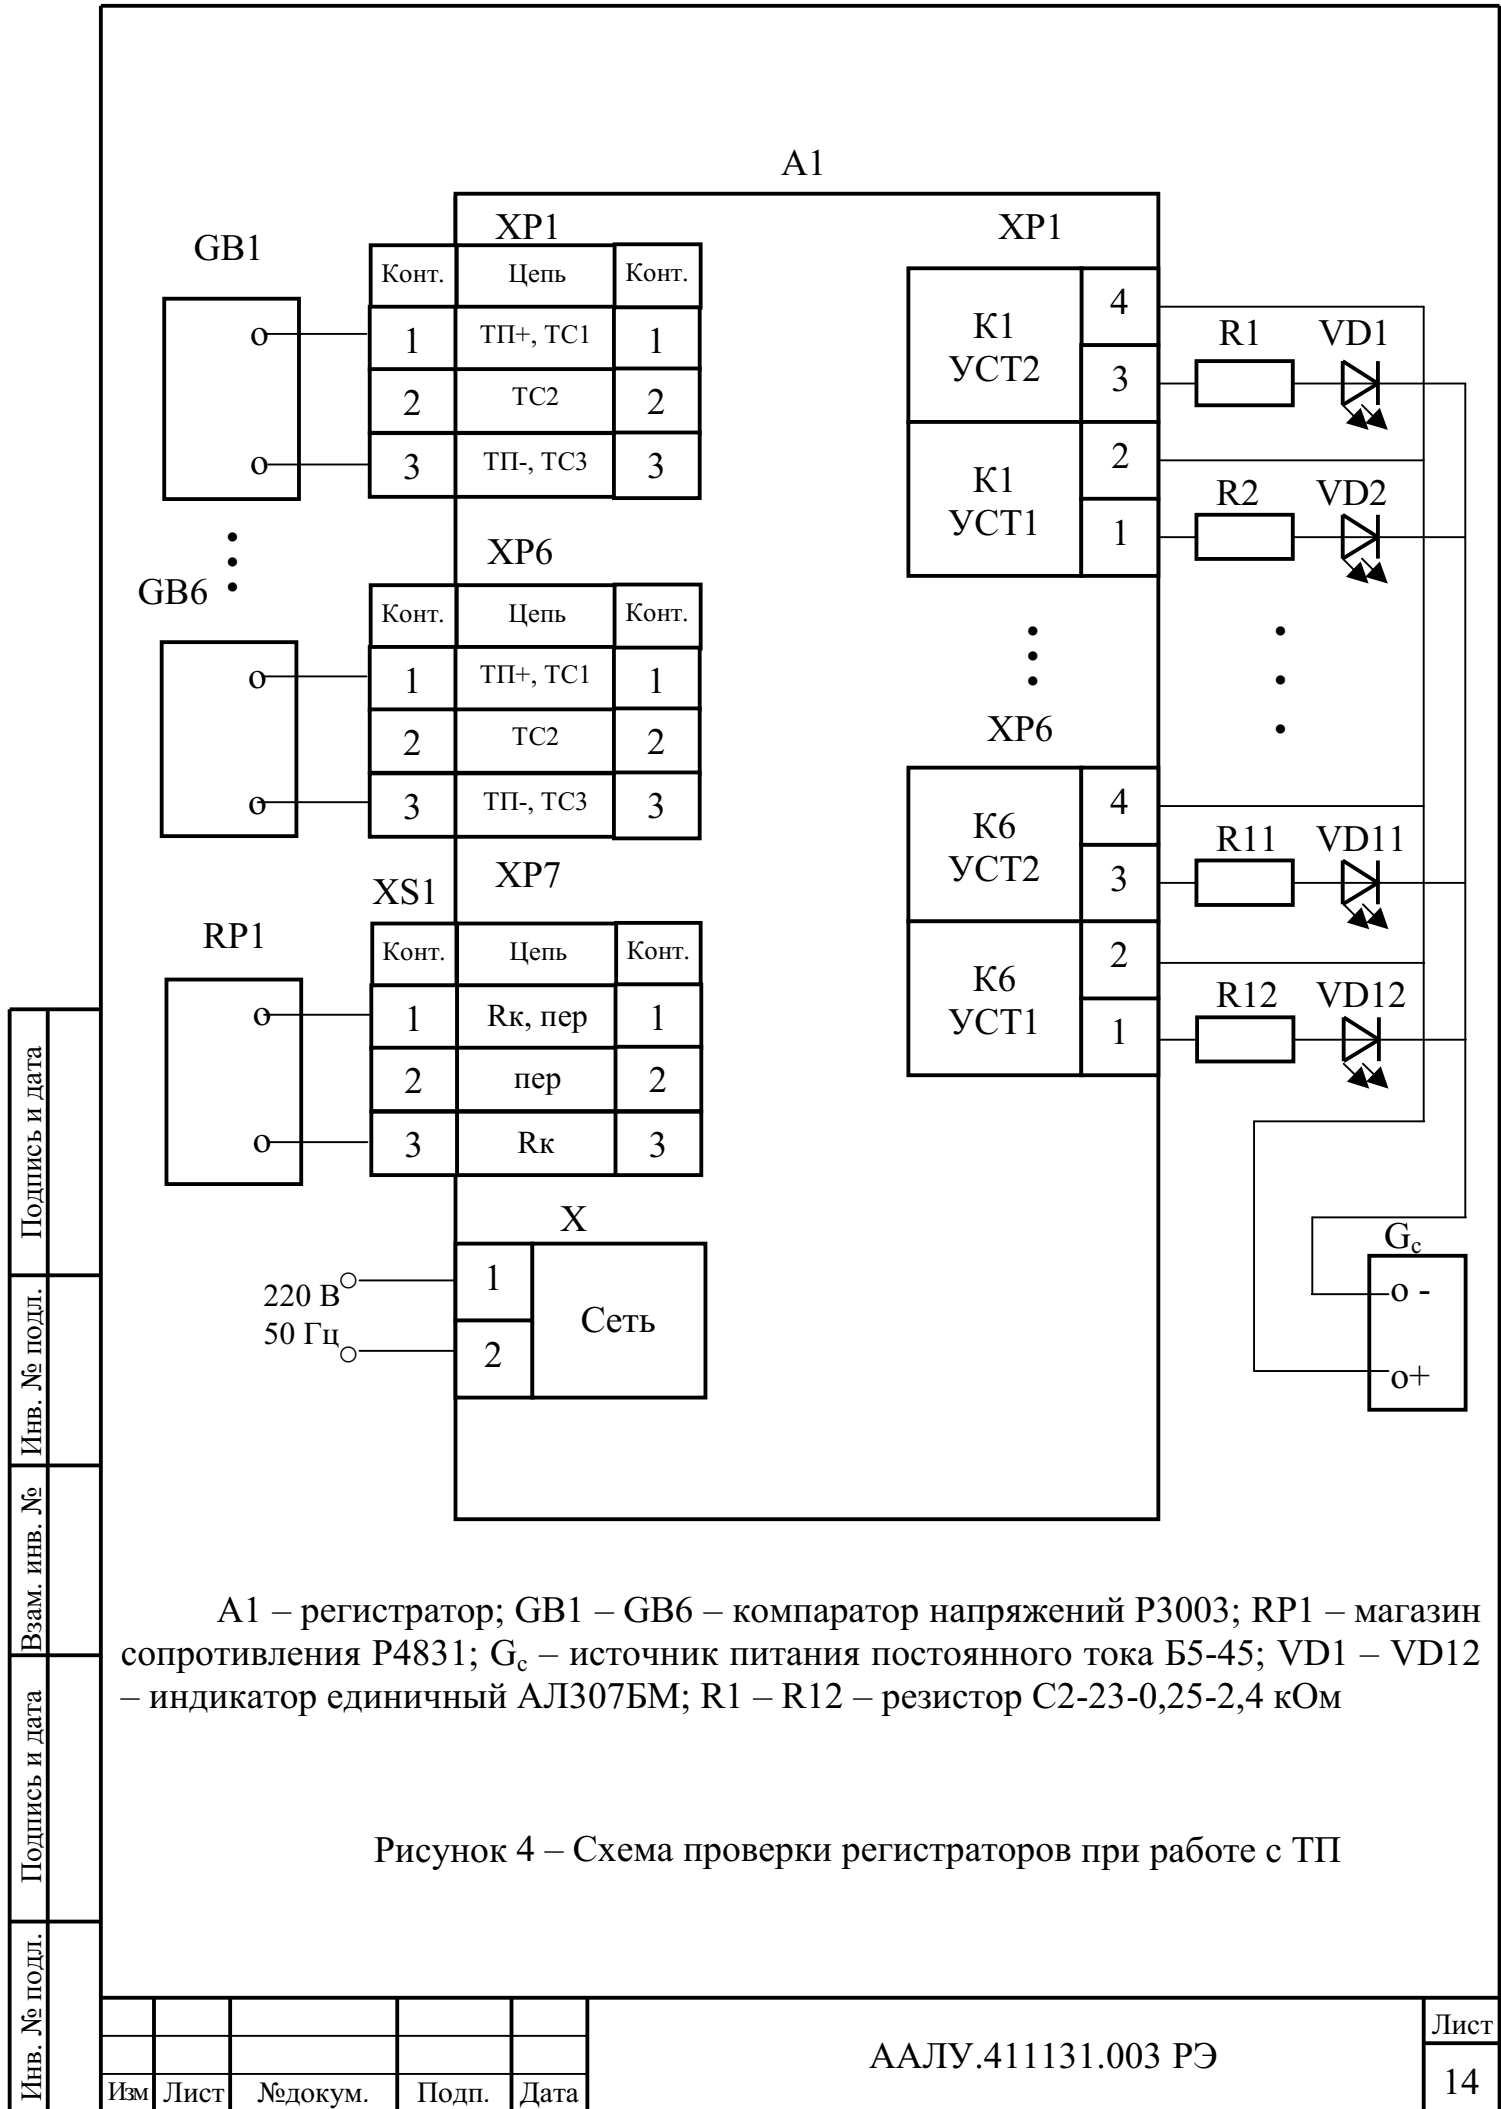 А1
GB1
XP1
Конт. Цепь Конт.
1 ТП+, ТС1 1
2 ТС2 2
3 ТП-, ТС3 3
GB6
XP6
Конт. Цепь Конт.
1 ТП+, ТС1 1
2 ТС2 2
3 ТП-, ТС3 3
RP1
XS1
XP7
Конт. Цепь Конт.
1 Rк, пер 1
2 пер 2
3 Rк 3
X
220 В
50 Гц
1
2
Сеть
XP1
К1
УСТ2
4
3
R1 VD1
К1
УСТ1
2
1
R2 VD2
XP6
К6
УСТ2
4
3
R11 VD11
К6
УСТ1
2
1
R12 VD12
Gс
о -
о+
А1 – регистратор; GB1 – GB6 – компаратор напряжений Р3003; RP1 – магазин
сопротивления Р4831; Gс – источник питания постоянного тока Б5-45; VD1 – VD12
– индикатор единичный АЛ307БМ; R1 – R12 – резистор С2-23-0,25-2,4 кОм
Рисунок 4 – Схема проверки регистраторов при работе с ТП
Подпись и дата
Инв. № подл.
Взам. инв. №
Подпись и дата
Инв. № подл.
Изм Лист №докум. Подп. Дата
ААЛУ.411131.003 РЭ
Лист
14